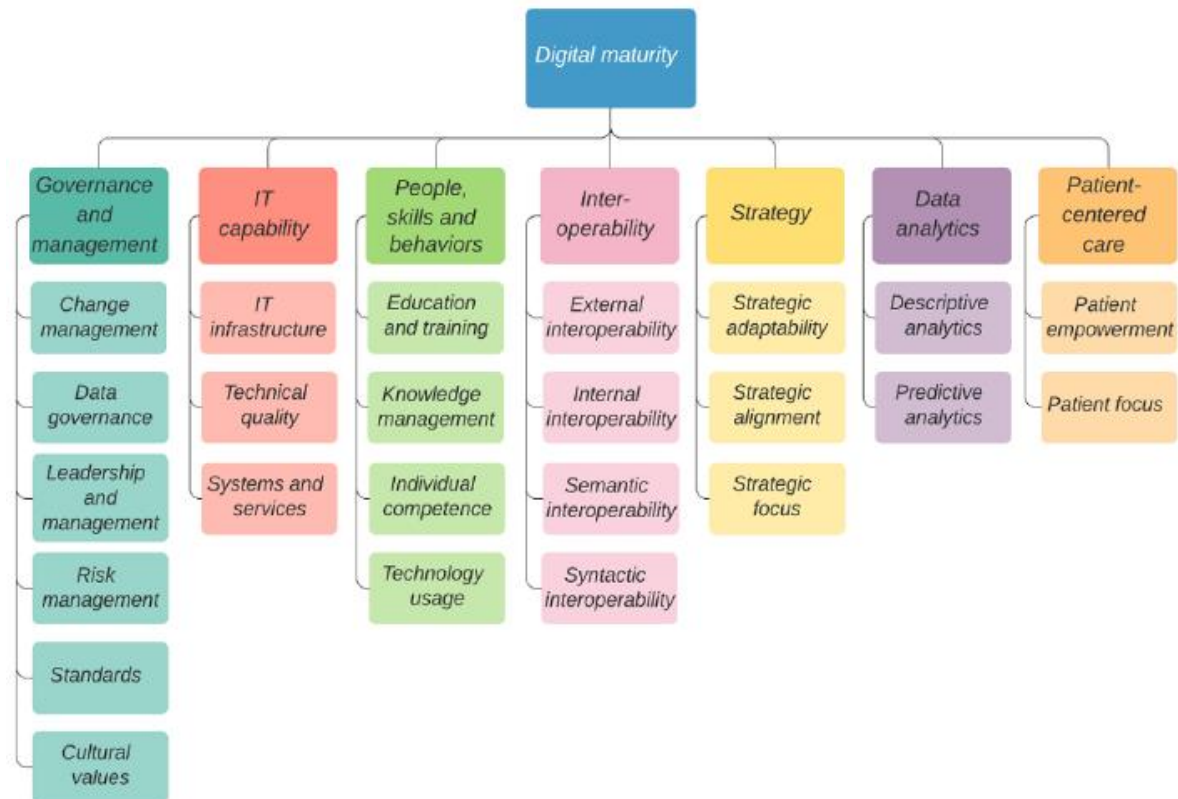 Digital maturity
Governance
and
management
Change
management
Data
governance
Leadership
and
management
Risk
management
Standards
Cultural
values
IT
capability
IT
infrastructure
Technical
quality
Systems and
services
People,
skills and
behaviors
Education
and training
Knowledge
management
Individual
competence
Technology
usage
Inter-
operability
External
interoperability
Internal
interoperability
Semantic
interoperability
Syntactic
interoperability
Strategy
Strategic
adaptability
Strategic
alignment
Strategic
focus
Data
analytics
Descriptive
analytics
Predictive
analytics
Patient-
centered
care
Patient
empowerment
Patient focus